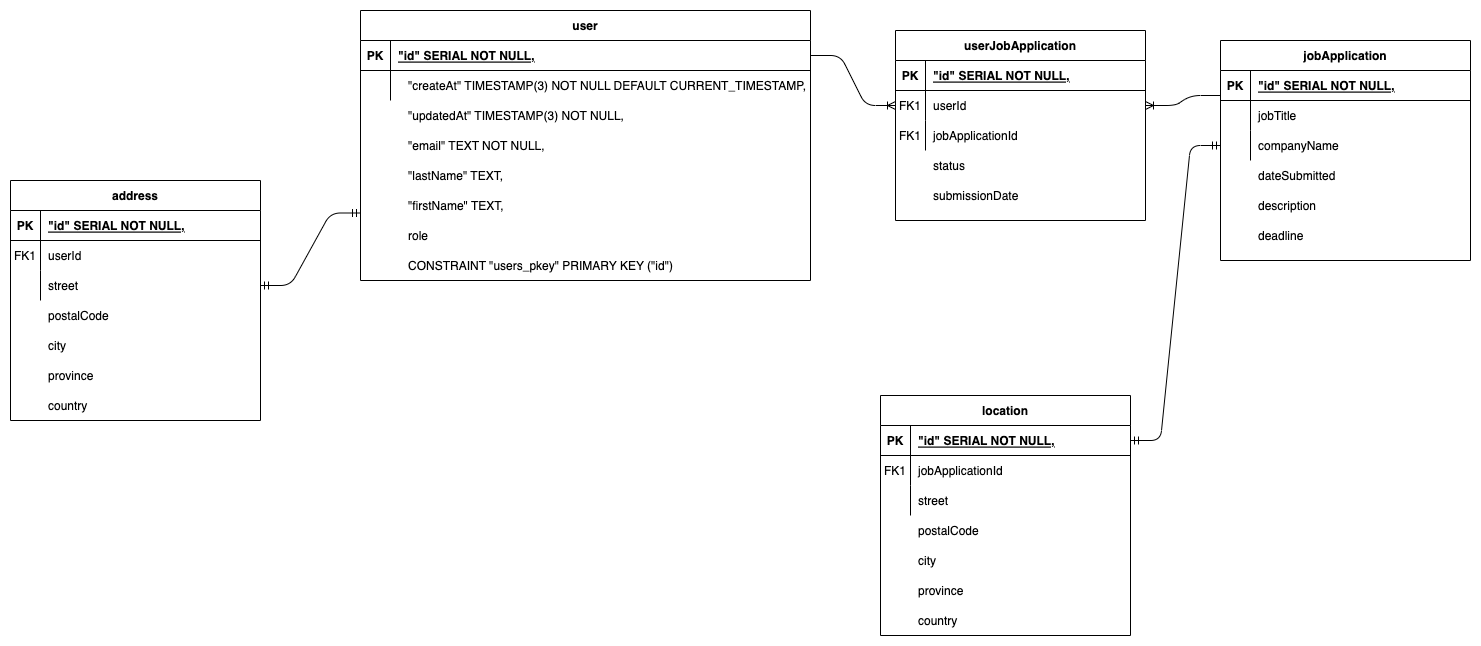 user
PK "id" SERIAL NOT NULL,
"createAt" TIMESTAMP(3) NOT NULL DEFAULT CURRENT_TIMESTAMP,
"updatedAt" TIMESTAMP(3) NOT NULL,
"email" TEXT NOT NULL,
"lastName" TEXT,
"firstName" TEXT,
role
CONSTRAINT "users_pkey" PRIMARY KEY ("id")
userJobApplication
PK "id" SERIAL NOT NULL,
FK1 userId
FK1 jobApplicationId
status
submissionDate
jobApplication
PK "id" SERIAL NOT NULL,
jobTitle
companyName
dateSubmitted
description
deadline
address
PK "id" SERIAL NOT NULL,
FK1 userId
street
postalCode
city
province
country
location
PK "id" SERIAL NOT NULL,
FK1 jobApplicationId
street
postalCode
city
province
country